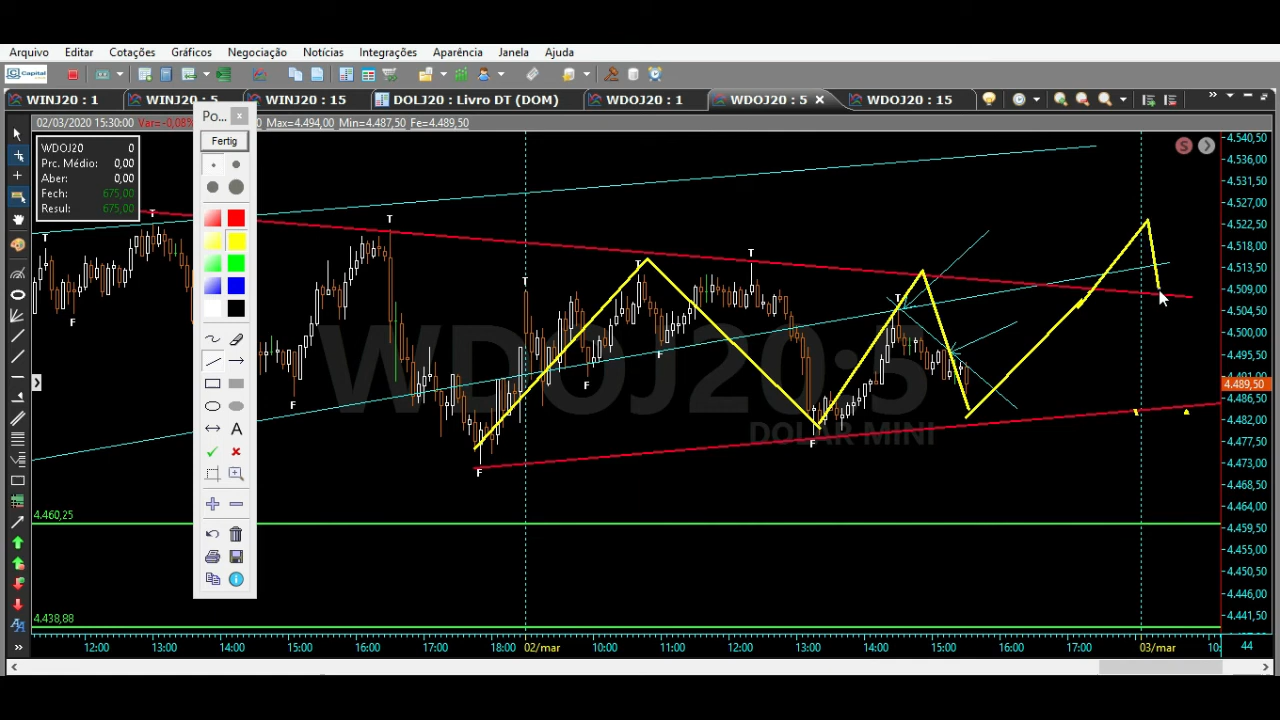 Arquivo Editar Cotações Gráficos Negociação Notícias Integrações Aparência Janela Ajuda
Capital
WINJ20 : 1 WINJ20 : 5 WINJ20 : 15 DOLJ20 : Livro DT (DOM) WDOJ20 : 1 WDOJ20 : 5 WDOJ20 : 15
02/03/2020 15:30:00 Var=-0,08% Max=4.494,00 Min=4.487,50 Fe=4.489,50
Po...
Fertig
WDOJ20 0
Prc. Médio: 0,00
Aber: 0,00
Fech: 675,00
Resul: 675,00
WDOJ20:5
DOLAR MINI
T
T
T
T
T
T
T
F
F
F
F
F
F
S
A
4.460,25
4.438,88
4.540,50
4.536,00
4.531,50
4.527,00
4.522,50
4.518,00
4.513,50
4.509,00
4.504,50
4.500,00
4.495,50
4.489,50
4.486,50
4.482,00
4.477,50
4.473,00
4.468,50
4.464,00
4.459,50
4.455,00
4.450,50
4.446,00
4.441,50
12:00 13:00 14:00 15:00 16:00 17:00 18:00 02/mar 10:00 11:00 12:00 13:00 14:00 15:00 16:00 17:00 03/mar 10: 44